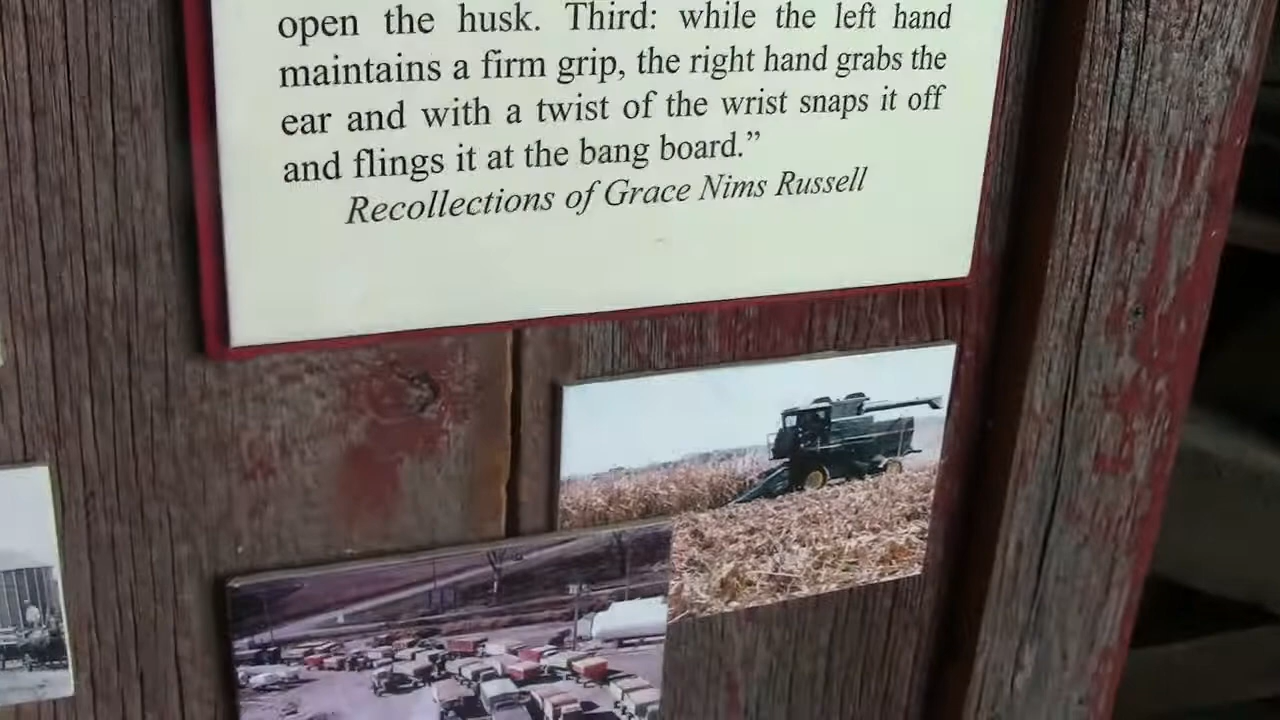 open the husk. Third: while the left hand
maintains a firm grip, the right hand grabs the
ear and with a twist of the wrist snaps it off
and flings it at the bang board.”
Recollections of Grace Nims Russell